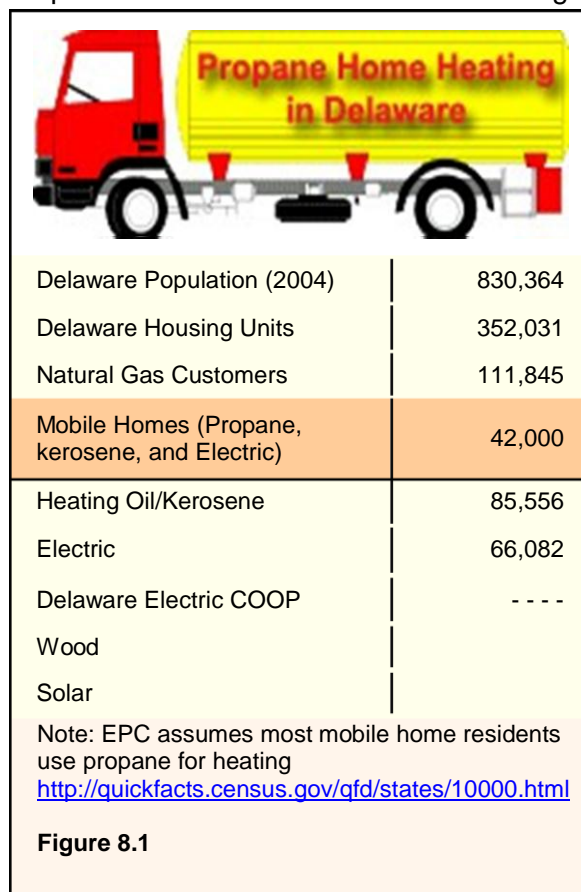 Propane Home Heating
in Delaware
Delaware Population (2004) 830,364
Delaware Housing Units 352,031
Natural Gas Customers 111,845
Mobile Homes (Propane,
kerosene, and Electric) 42,000
Heating Oil/Kerosene 85,556
Electric 66,082
Delaware Electric COOP - - - -
Wood
Solar
Note: EPC assumes most mobile home residents
use propane for heating
http://quickfacts.census.gov/qfd/states/10000.html
Figure 8.1